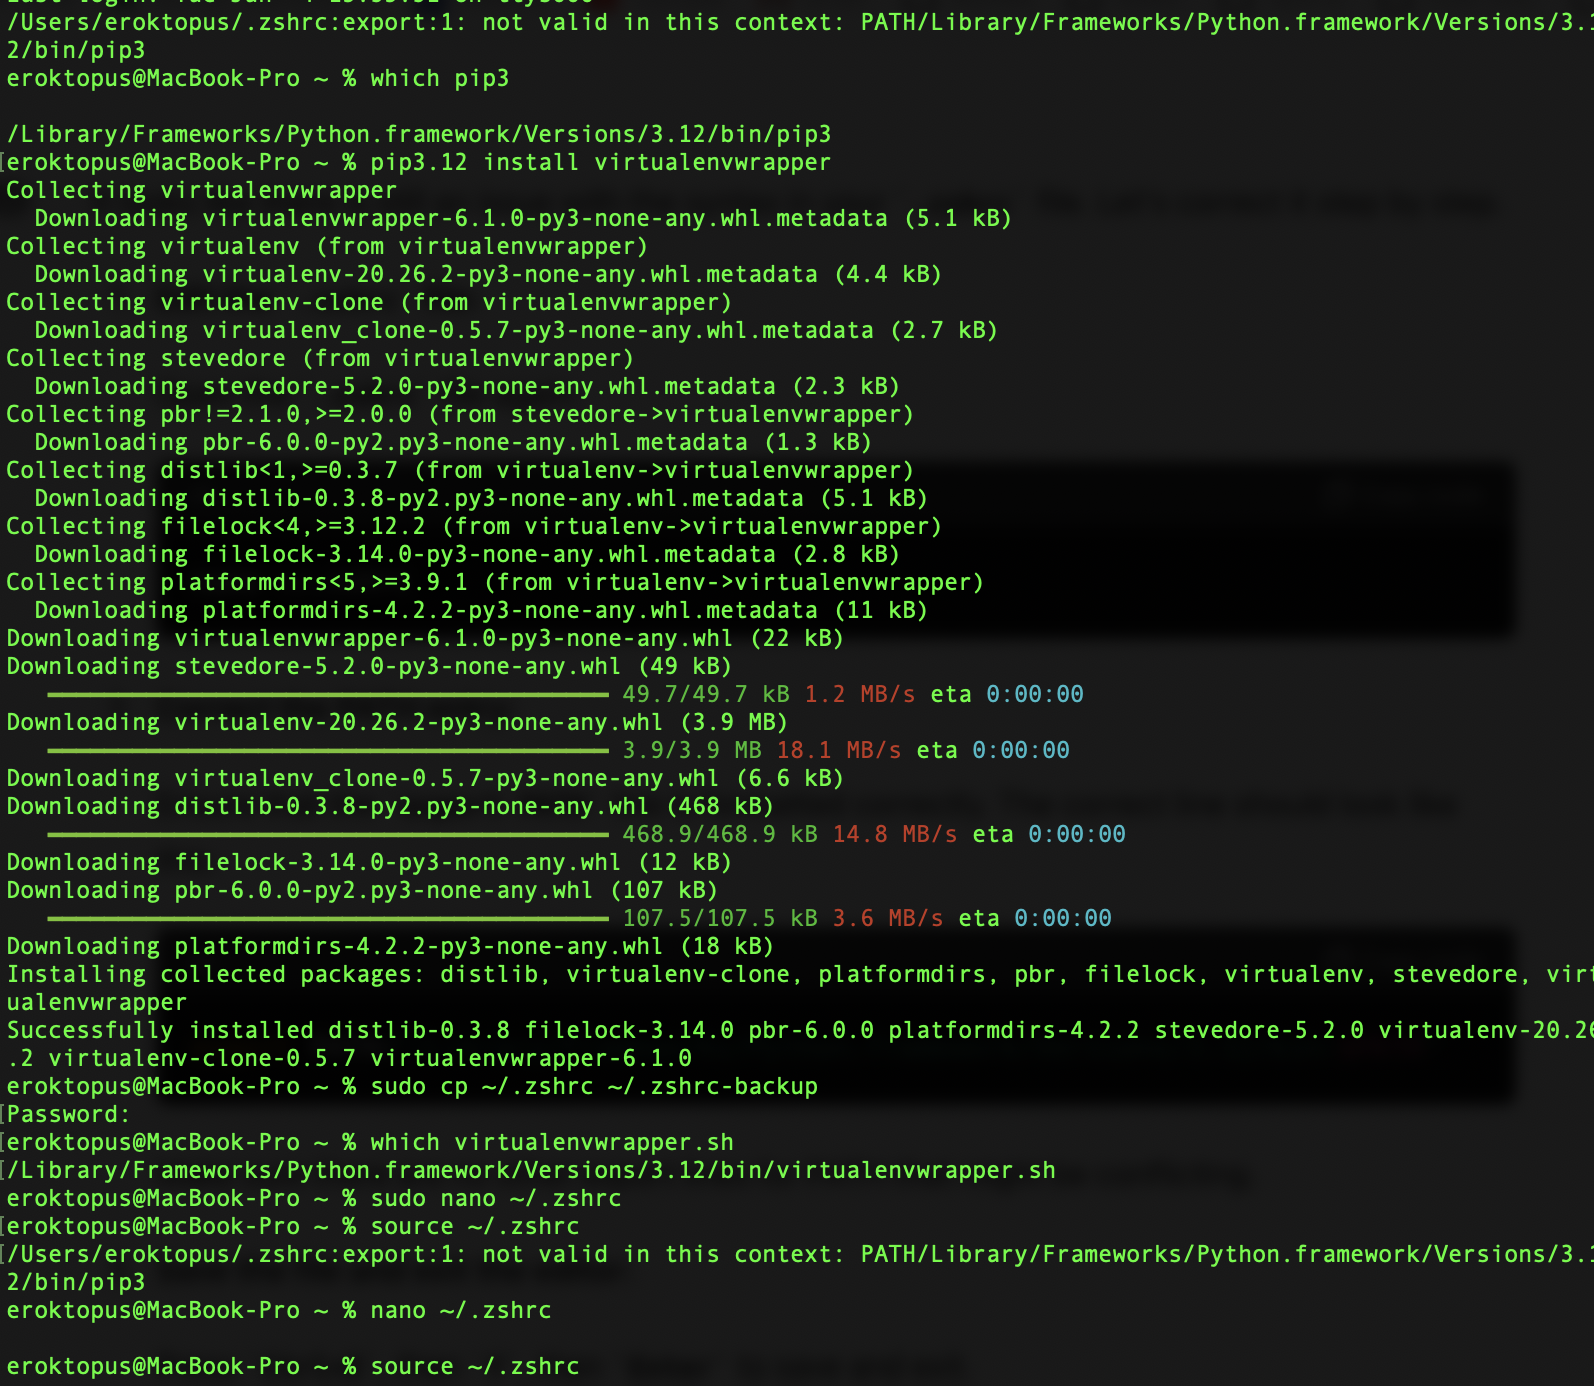 /Users/eroktopus/.zshrc:export:1: not valid in this context: PATH/Library/Frameworks/Python.framework/Versions/3.1
2/bin/pip3
eroktopus@MacBook-Pro ~ % which pip3
/Library/Frameworks/Python.framework/Versions/3.12/bin/pip3
[eroktopus@MacBook-Pro ~ % pip3.12 install virtualenvwrapper
Collecting virtualenvwrapper
  Downloading virtualenvwrapper-6.1.0-py3-none-any.whl.metadata (5.1 kB)
Collecting virtualenv (from virtualenvwrapper)
  Downloading virtualenv-20.26.2-py3-none-any.whl.metadata (4.4 kB)
Collecting virtualenv-clone (from virtualenvwrapper)
  Downloading virtualenv_clone-0.5.7-py3-none-any.whl.metadata (2.7 kB)
Collecting stevedore (from virtualenvwrapper)
  Downloading stevedore-5.2.0-py3-none-any.whl.metadata (2.3 kB)
Collecting pbr!=2.1.0,>=2.0.0 (from stevedore->virtualenvwrapper)
  Downloading pbr-6.0.0-py2.py3-none-any.whl.metadata (1.3 kB)
Collecting distlib<1,>=0.3.7 (from virtualenv->virtualenvwrapper)
  Downloading distlib-0.3.8-py2.py3-none-any.whl.metadata (5.1 kB)
Collecting filelock<4,>=3.12.2 (from virtualenv->virtualenvwrapper)
  Downloading filelock-3.14.0-py3-none-any.whl.metadata (2.8 kB)
Collecting platformdirs<5,>=3.9.1 (from virtualenv->virtualenvwrapper)
  Downloading platformdirs-4.2.2-py3-none-any.whl.metadata (11 kB)
Downloading virtualenvwrapper-6.1.0-py3-none-any.whl (22 kB)
Downloading stevedore-5.2.0-py3-none-any.whl (49 kB)
49.7/49.7 kB 1.2 MB/s eta 0:00:00
Downloading virtualenv-20.26.2-py3-none-any.whl (3.9 MB)
3.9/3.9 MB 18.1 MB/s eta 0:00:00
Downloading virtualenv_clone-0.5.7-py3-none-any.whl (6.6 kB)
Downloading distlib-0.3.8-py2.py3-none-any.whl (468 kB)
468.9/468.9 kB 14.8 MB/s eta 0:00:00
Downloading filelock-3.14.0-py3-none-any.whl (12 kB)
Downloading pbr-6.0.0-py2.py3-none-any.whl (107 kB)
107.5/107.5 kB 3.6 MB/s eta 0:00:00
Downloading platformdirs-4.2.2-py3-none-any.whl (18 kB)
Installing collected packages: distlib, virtualenv-clone, platformdirs, pbr, filelock, virtualenv, stevedore, virt
ualenvwrapper
Successfully installed distlib-0.3.8 filelock-3.14.0 pbr-6.0.0 platformdirs-4.2.2 stevedore-5.2.0 virtualenv-20.26
.2 virtualenv-clone-0.5.7 virtualenvwrapper-6.1.0
eroktopus@MacBook-Pro ~ % sudo cp ~/.zshrc ~/.zshrc-backup
[Password:
[eroktopus@MacBook-Pro ~ % which virtualenvwrapper.sh
[/Library/Frameworks/Python.framework/Versions/3.12/bin/virtualenvwrapper.sh
eroktopus@MacBook-Pro ~ % sudo nano ~/.zshrc
[eroktopus@MacBook-Pro ~ % source ~/.zshrc
[/Users/eroktopus/.zshrc:export:1: not valid in this context: PATH/Library/Frameworks/Python.framework/Versions/3.1
2/bin/pip3
eroktopus@MacBook-Pro ~ % nano ~/.zshrc
eroktopus@MacBook-Pro ~ % source ~/.zshrc